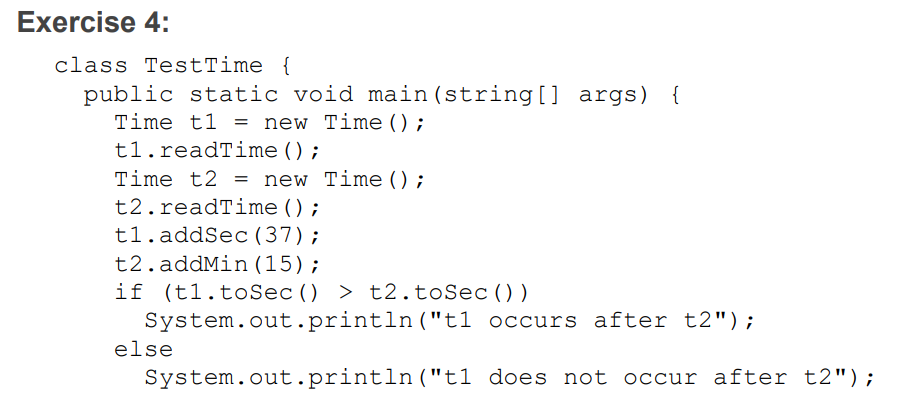 Exercise 4:
class TestTime {
public static void main(string[] args) {
Time t1 = new Time();
t1.readTime();
Time t2 = new Time();
t2.readTime();
t1.addSec(37);
t2.addMin(15);
if (t1.toSec() > t2.toSec())
System.out.println("t1 occurs after t2");
else
System.out.println("t1 does not occur after t2");